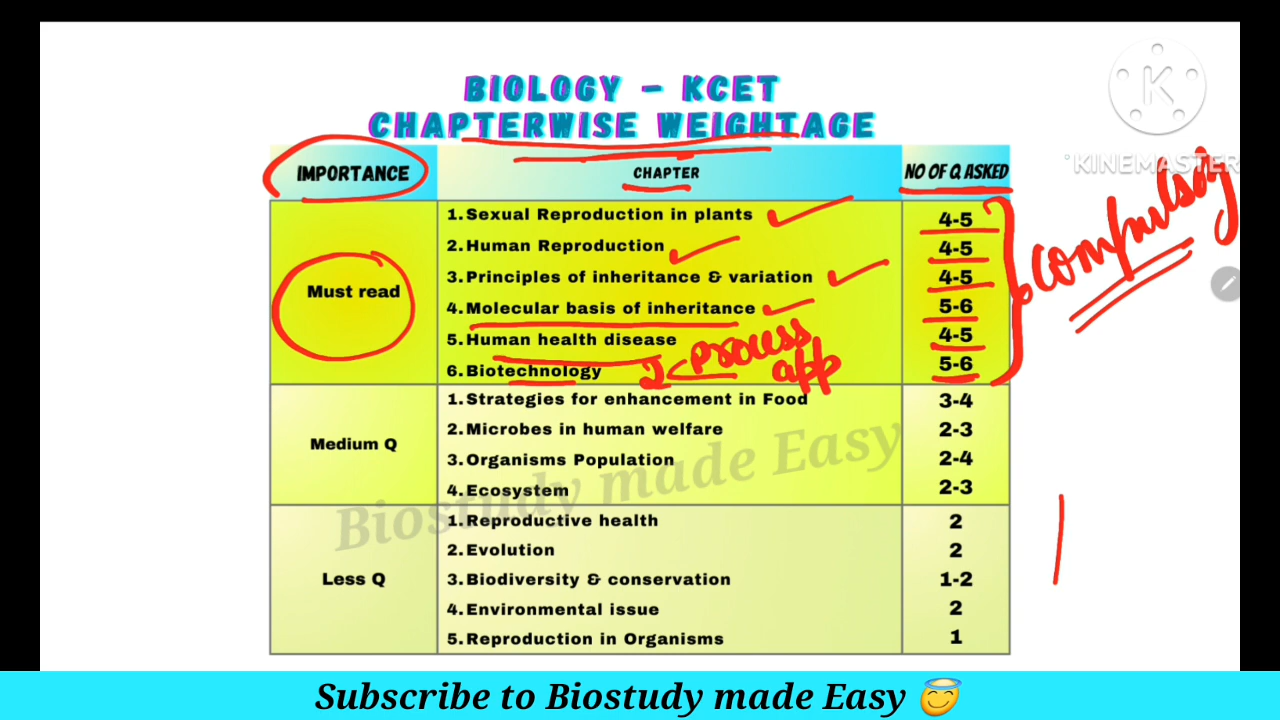 BIOLOGY - KCET
CHAPTERWISE WEIGHTAGE
KINEMASTER
IMPORTANCE CHAPTER NO OF Q ASKED
1.Sexual Reproduction in plants 4-5
2.Human Reproduction 4-5
3.Principles of inheritance & variation 4-5
Must read
4.Molecular basis of inheritance 5-6
5.Human health disease 4-5
6.Biotechnology 5-6
2 process
app
compulsory
1.Strategies for enhancement in Food 3-4
2.Microbes in human welfare 2-3
Medium Q
3.Organisms Population 2-4
4.Ecosystem 2-3
Biostudy made Easy
1.Reproductive health 2
2.Evolution 2
Less Q 3.Biodiversity & conservation 1-2
4.Environmental issue 2
5.Reproduction in Organisms 1
Subscribe to Biostudy made Easy 😇